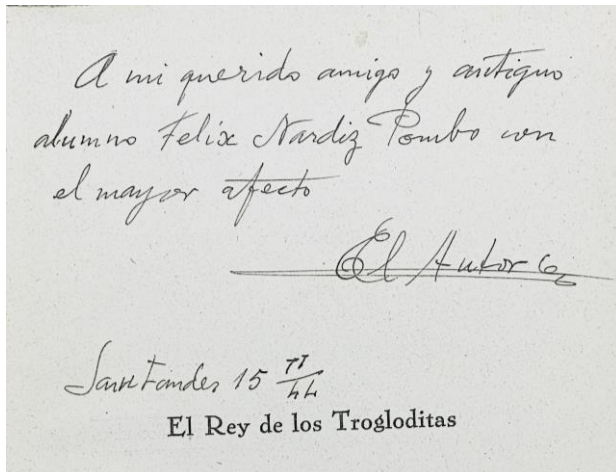 A mi querido amigo y antiguo
alumno Felix Nardiz Pombo con
el mayor afecto
El Autor
Santander 15
El Rey de los Trogloditas